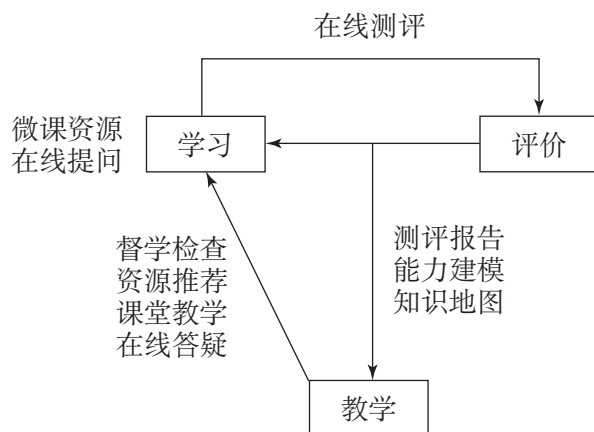 在线测评
微课资源
在线提问
学习
评价
督学检查
资源推荐
课堂教学
在线答疑
测评报告
能力建模
知识地图
教学